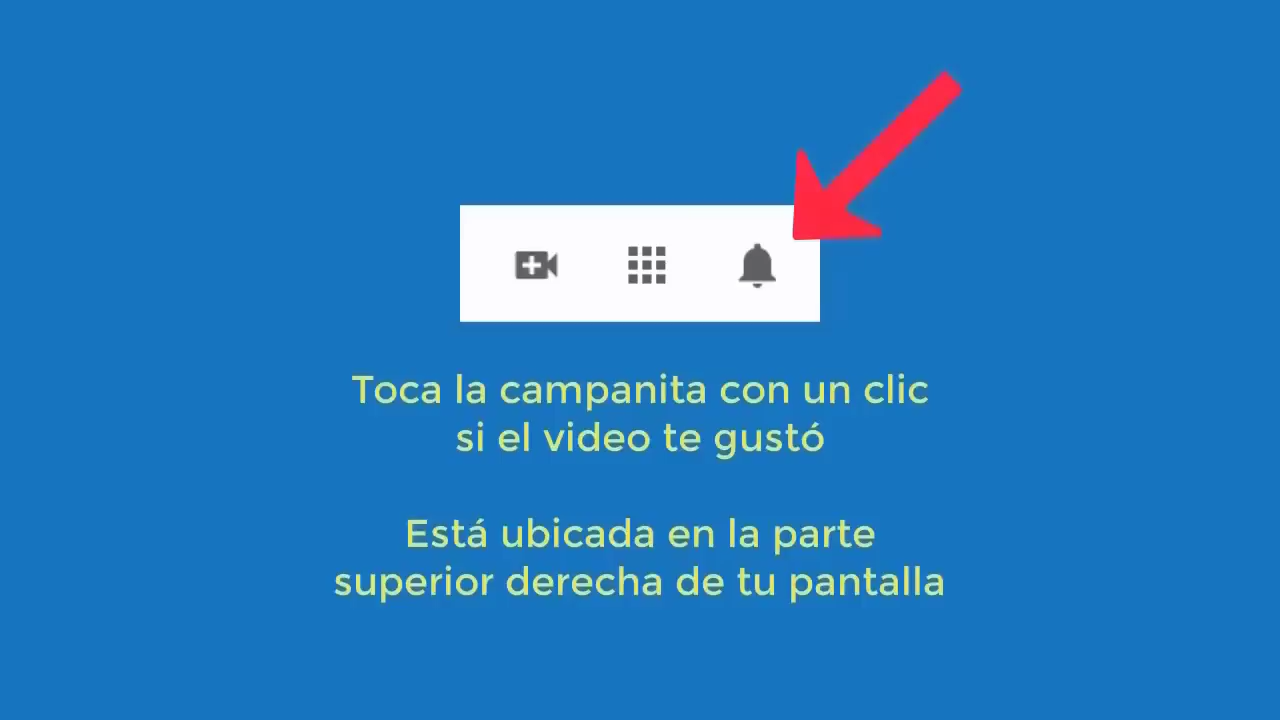 Toca la campanita con un clic
si el video te gustó
Está ubicada en la parte
superior derecha de tu pantalla